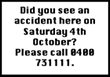 Did you see an
accident here on
Saturday 4th
October?
Please call 0400
731111.